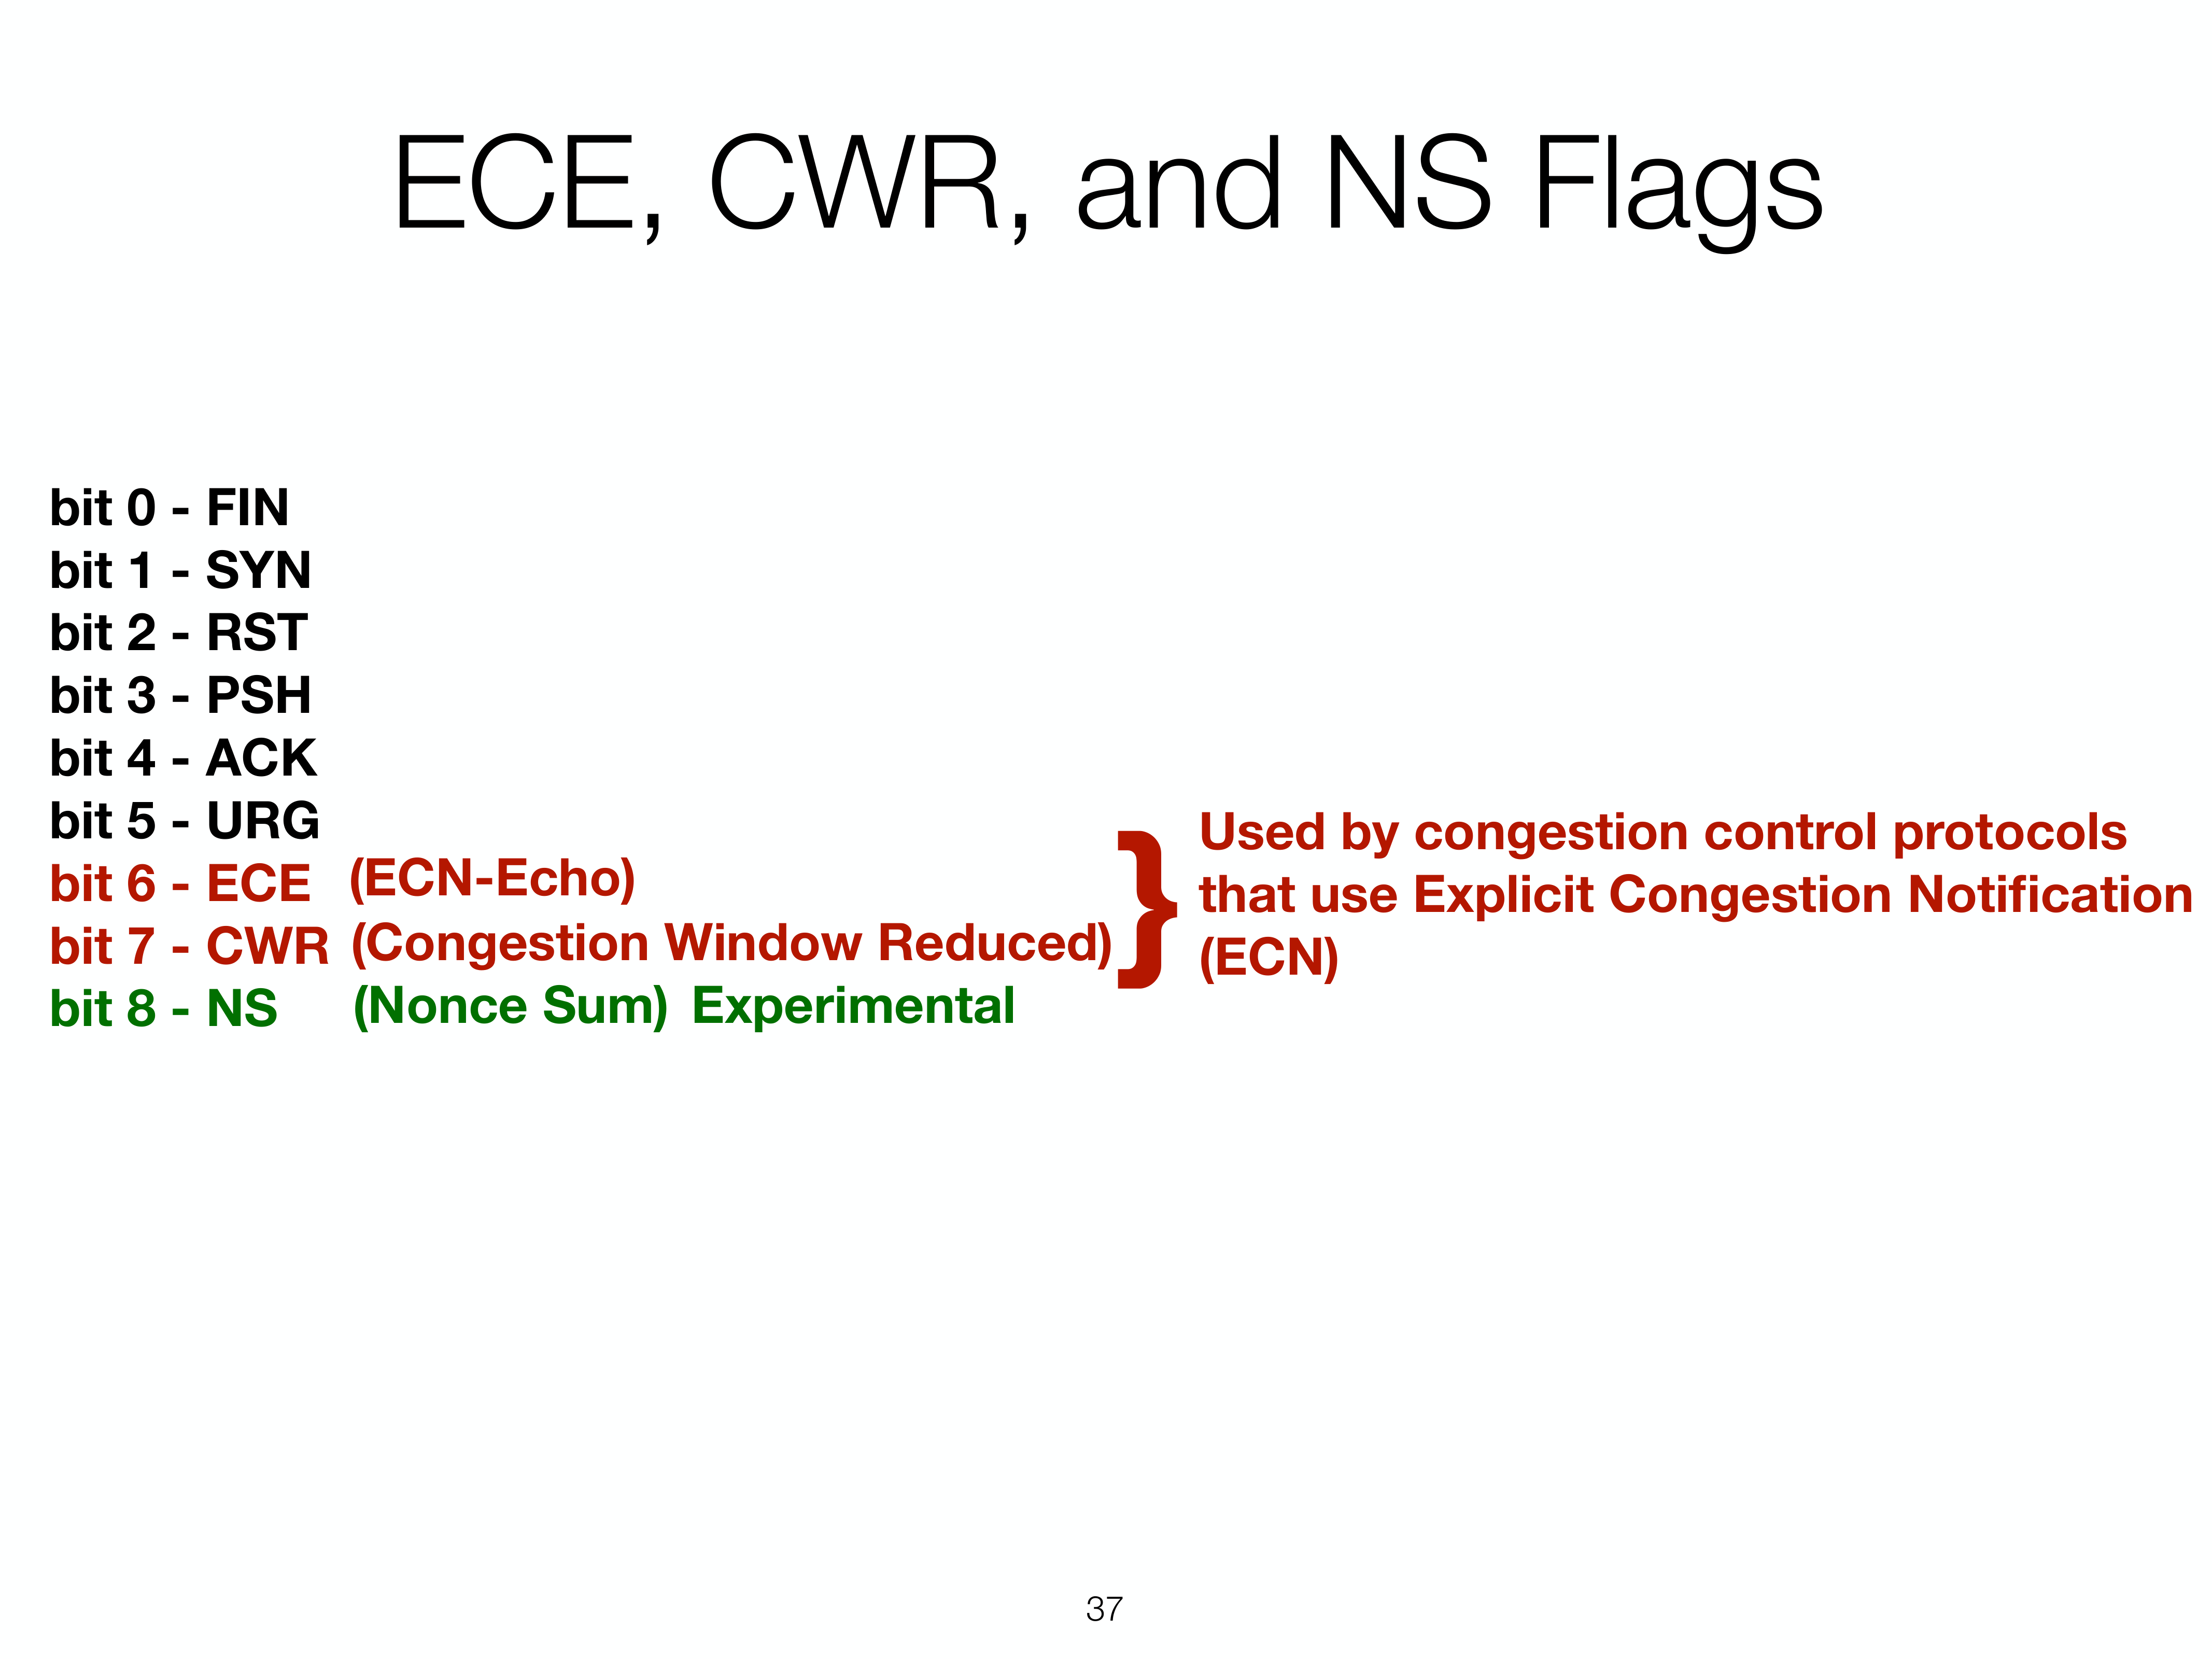 ECE, CWR, and NS Flags
bit 0 - FIN
bit 1 - SYN
bit 2 - RST
bit 3 - PSH
bit 4 - ACK
bit 5 - URG
bit 6 - ECE (ECN-Echo)
bit 7 - CWR (Congestion Window Reduced)
bit 8 - NS (Nonce Sum) Experimental
}
Used by congestion control protocols
that use Explicit Congestion Notification
(ECN)
37